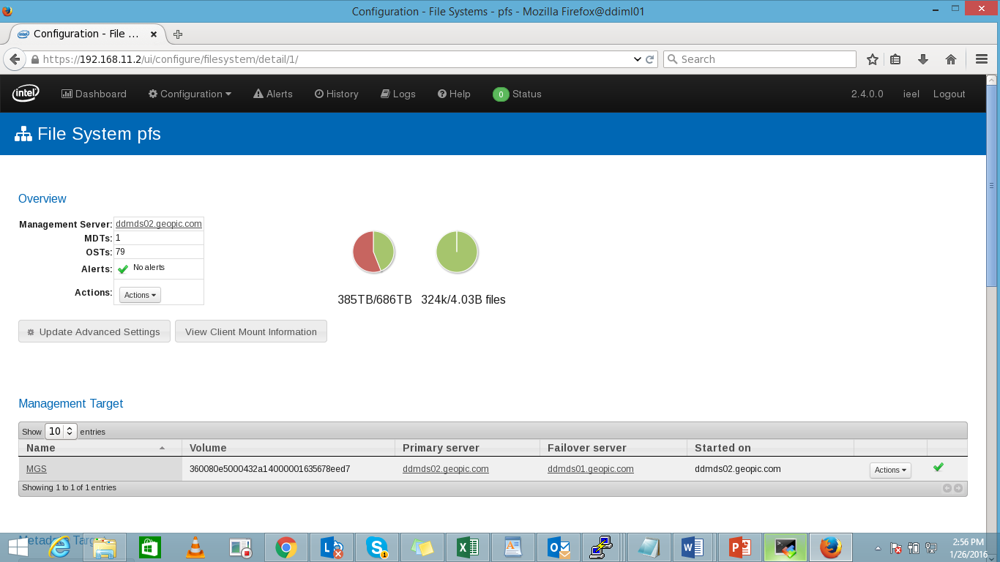 Configuration - File Systems - pfs - Mozilla Firefox@ddiml01
Configuration - File ...
https://192.168.11.2/ui/configure/filesystem/detail/1/
Search
intel Dashboard Configuration Alerts History Logs Help 0 Status 2.4.0.0 ieel Logout
File System pfs
Overview
Management Server: ddmds02.geopic.com
MDTs: 1
OSTs: 79
Alerts: No alerts
Actions: Actions
385TB/686TB 324k/4.03B files
Update Advanced Settings View Client Mount Information
Management Target
Show 10 entries
Name Volume Primary server Failover server Started on
MGS 360080e5000432a14000001635678eed7 ddmds02.geopic.com ddmds01.geopic.com ddmds02.geopic.com Actions
Showing 1 to 1 of 1 entries
Metadata Target
2:56 PM
1/26/2016